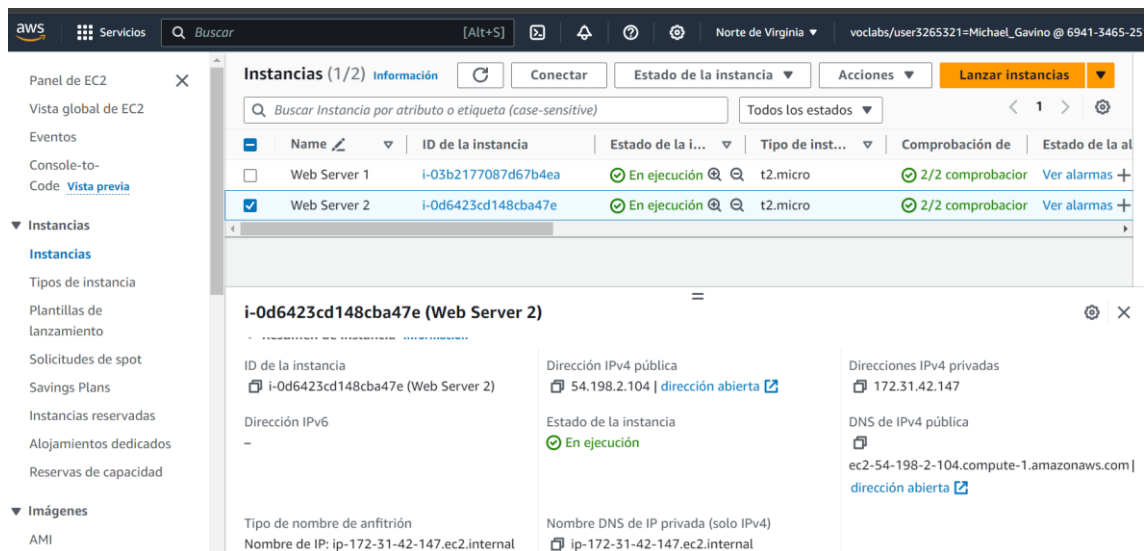 aws Servicios Buscar [Alt+S] Norte de Virginia ▼ voclabs/user3265321=Michael_Gavino @ 6941-3465-25
Panel de EC2
Vista global de EC2
Eventos
Console-to-
Code Vista previa
▼ Instancias
Instancias
Tipos de instancia
Plantillas de
lanzamiento
Solicitudes de spot
Savings Plans
Instancias reservadas
Alojamientos dedicados
Reservas de capacidad
▼ Imágenes
AMI
Instancias (1/2) Información Conectar Estado de la instancia ▼ Acciones ▼ Lanzar instancias ▼
Buscar Instancia por atributo o etiqueta (case-sensitive) Todos los estados ▼ < 1 >
Name ID de la instancia Estado de la i... Tipo de inst... Comprobación de Estado de la al
Web Server 1 i-03b2177087d67b4ea En ejecución t2.micro 2/2 comprobacior Ver alarmas +
Web Server 2 i-0d6423cd148cba47e En ejecución t2.micro 2/2 comprobacior Ver alarmas +
i-0d6423cd148cba47e (Web Server 2)
ID de la instancia Dirección IPv4 pública Direcciones IPv4 privadas
i-0d6423cd148cba47e (Web Server 2) 54.198.2.104 | dirección abierta 172.31.42.147
Dirección IPv6 Estado de la instancia DNS de IPv4 pública
– En ejecución
ec2-54-198-2-104.compute-1.amazonaws.com |
dirección abierta
Tipo de nombre de anfitrión Nombre DNS de IP privada (solo IPv4)
Nombre de IP: ip-172-31-42-147.ec2.internal ip-172-31-42-147.ec2.internal